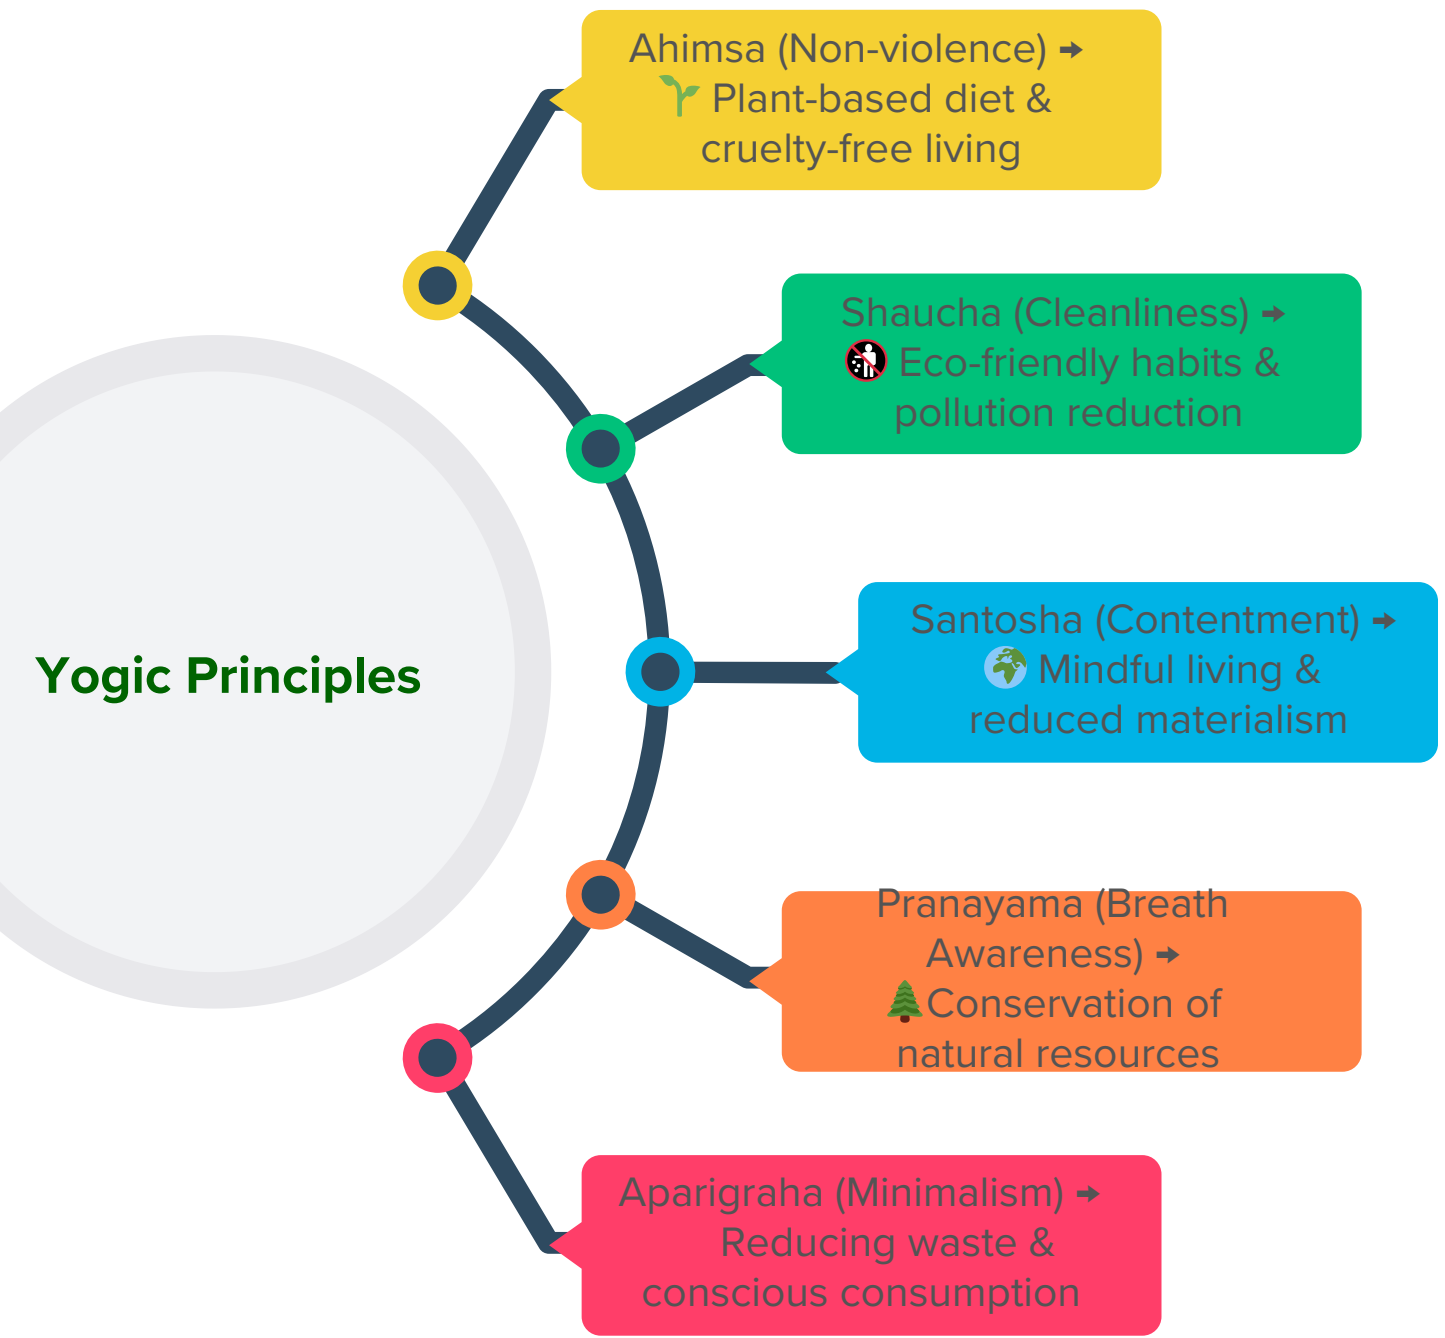 Ahimsa (Non-violence) ➞
🌱 Plant-based diet &
cruelty-free living
Shaucha (Cleanliness) ➞
🚯 Eco-friendly habits &
pollution reduction
Yogic Principles
Santosha (Contentment) ➞
🌍 Mindful living &
reduced materialism
Pranayama (Breath
Awareness) ➞
🌲Conservation of
natural resources
Aparigraha (Minimalism) ➞
Reducing waste &
conscious consumption